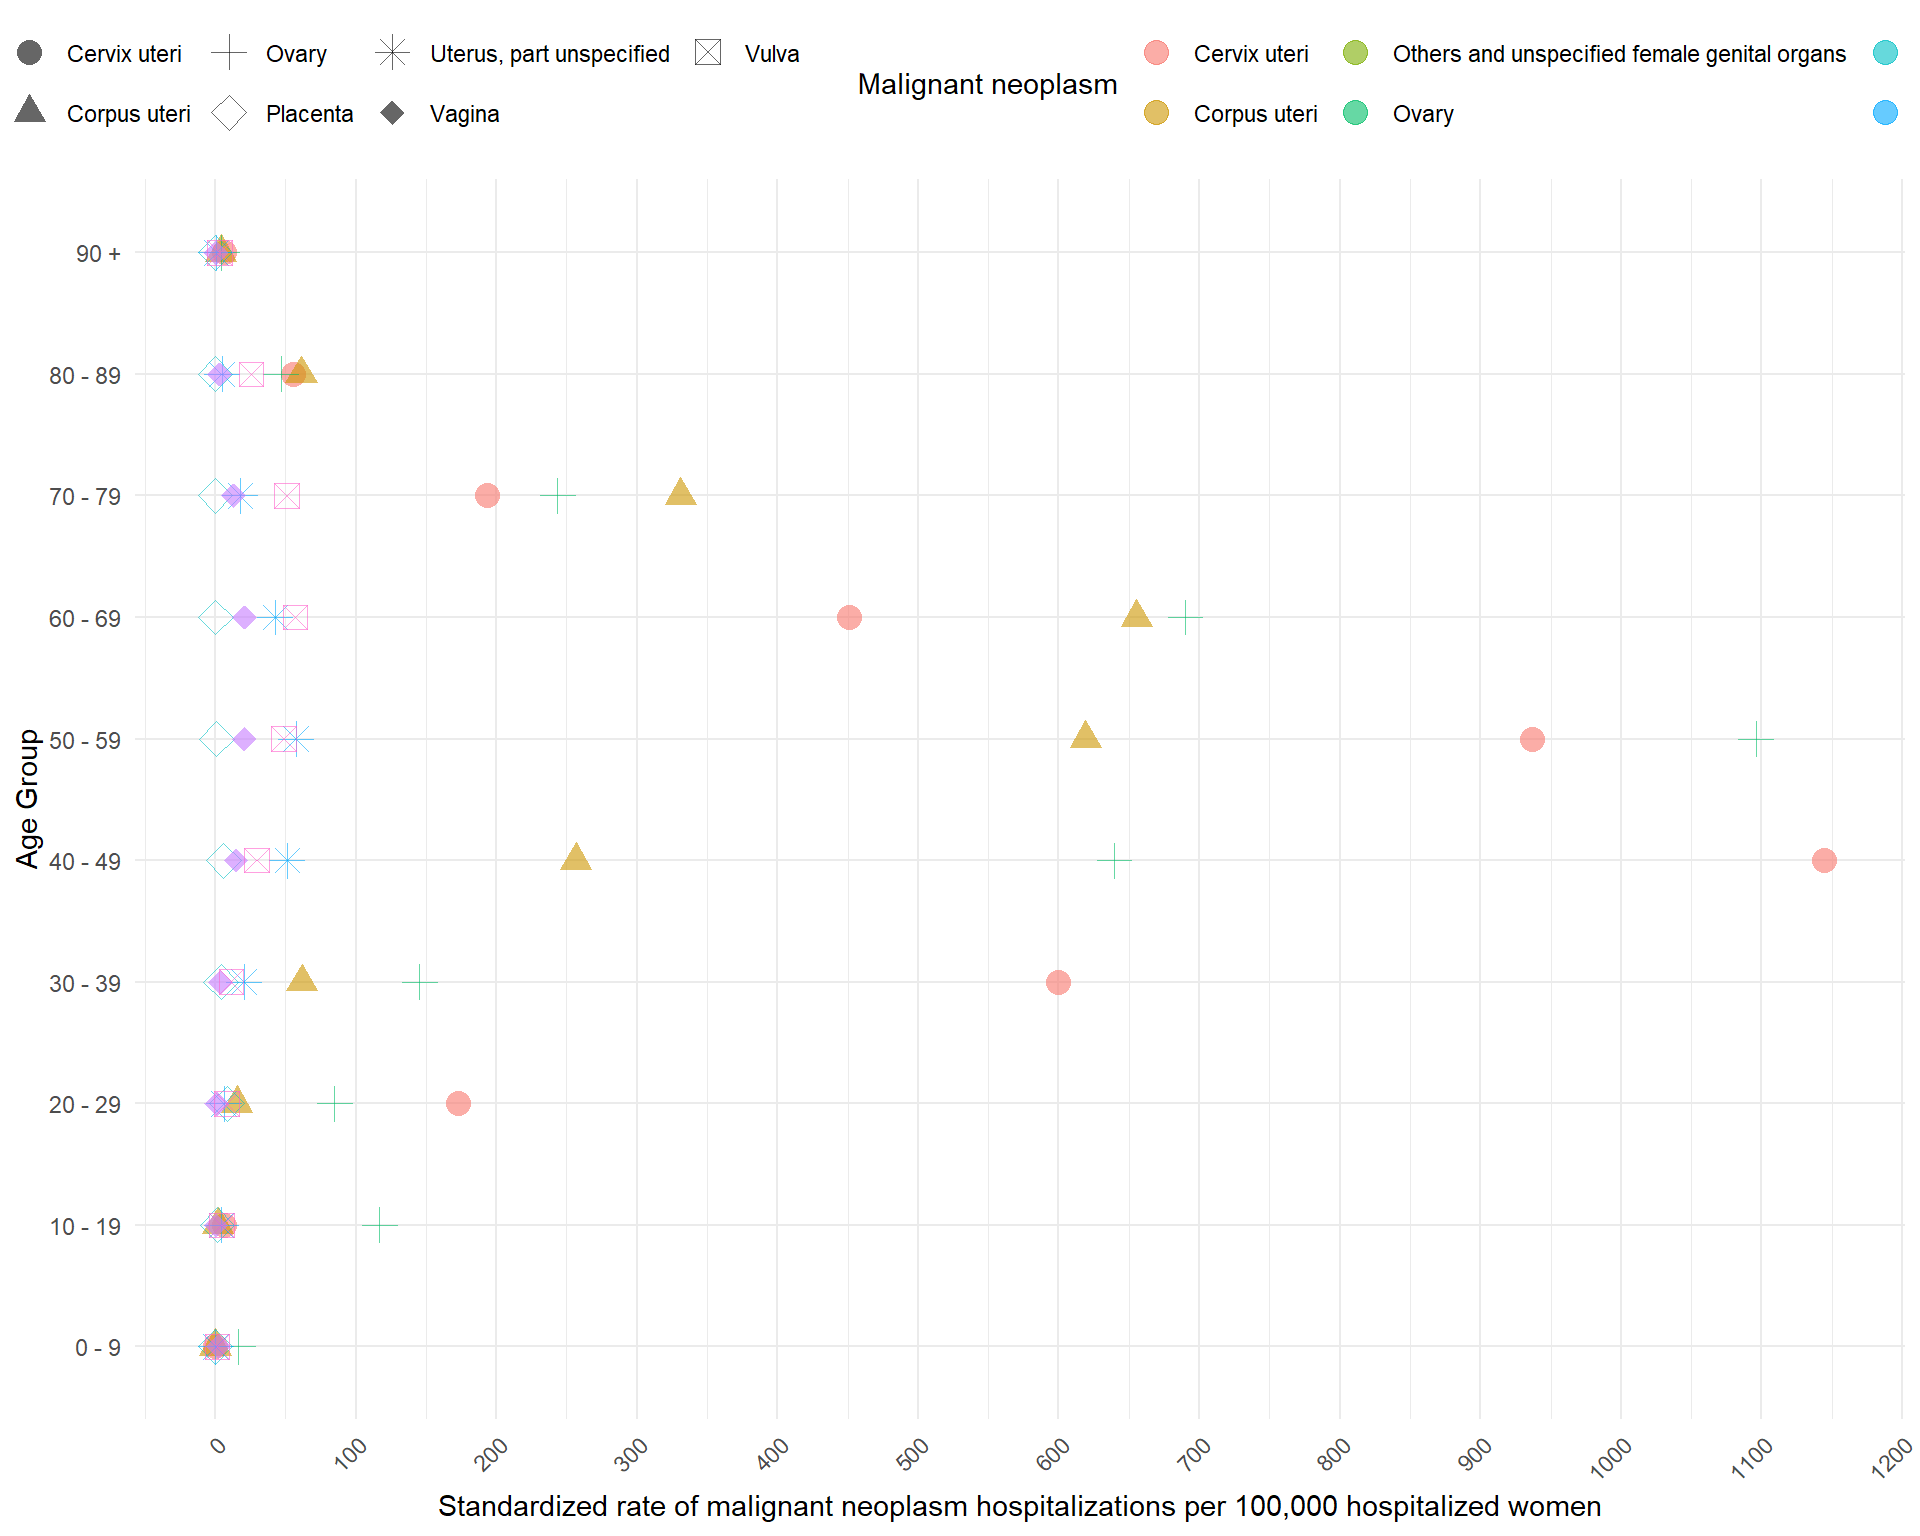 Cervix uteri Ovary Uterus, part unspecified Vulva
Corpus uteri Placenta Vagina
Malignant neoplasm
Cervix uteri Others and unspecified female genital organs
Corpus uteri Ovary
90 +
80 - 89
70 - 79
60 - 69
50 - 59
40 - 49
30 - 39
20 - 29
10 - 19
0 - 9
Age Group
0 100 200 300 400 500 600 700 800 900 1000 1100 1200
Standardized rate of malignant neoplasm hospitalizations per 100,000 hospitalized women